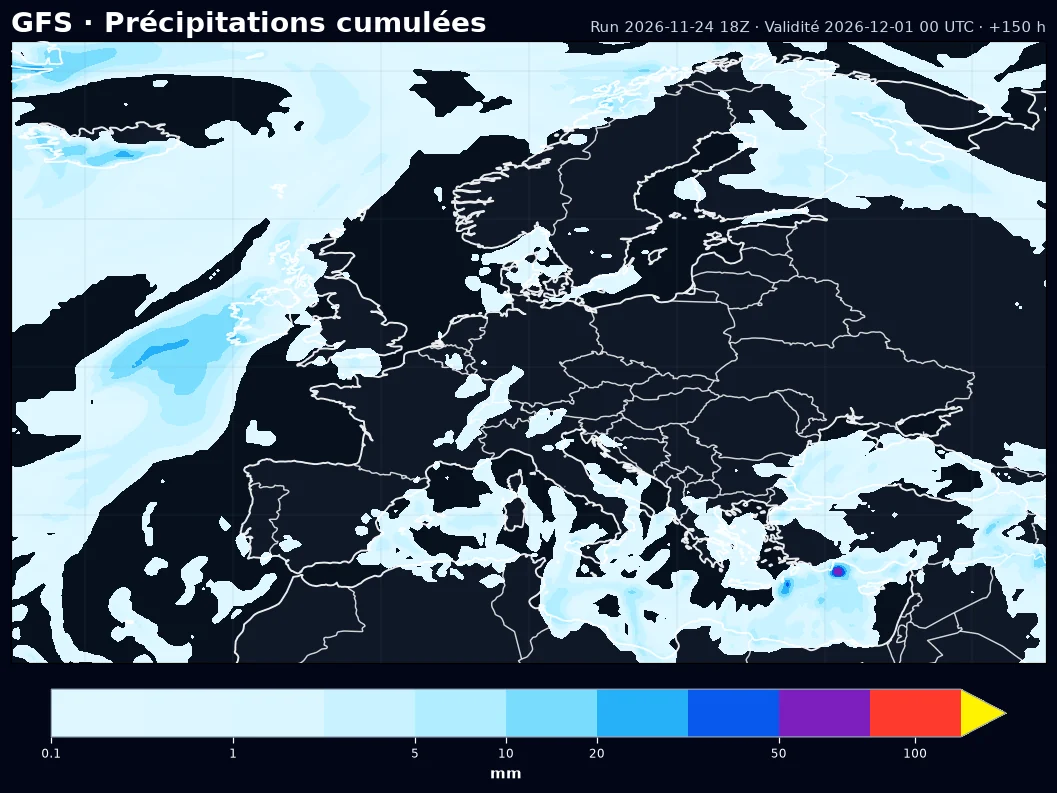 GFS · Précipitations cumulées
Run 2026-11-24 18Z · Validité 2026-12-01 00 UTC · +150 h
0.1 1 5 10 20 50 100
mm